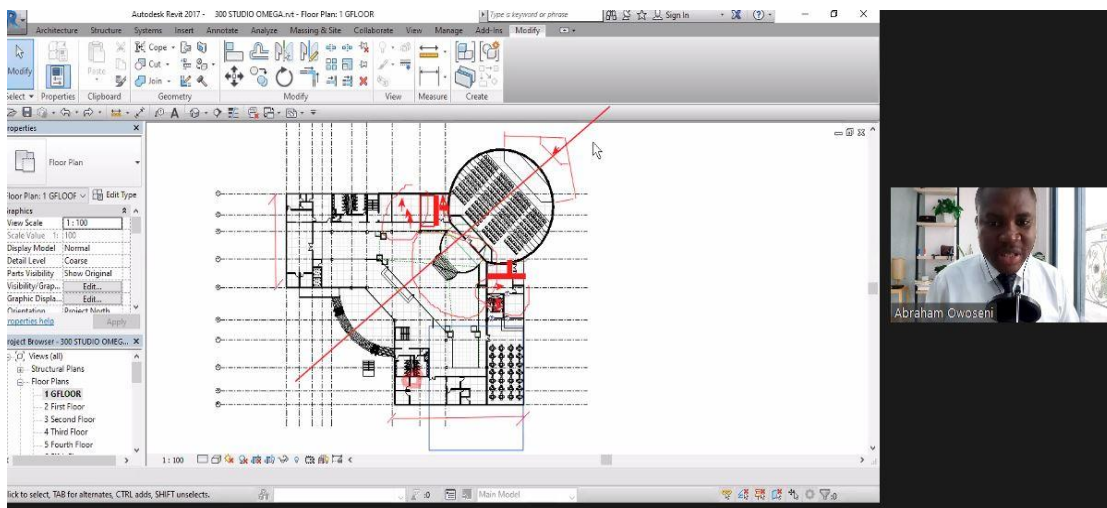 Autodesk Revit 2017 - 300 STUDIO OMEGA.rvt - Floor Plan: 1 GFLOOR
Type a keyword or phrase
Sign In
Architecture Structure Systems Insert Annotate Analyze Massing & Site Collaborate View Manage Add-Ins Modify
Modify
Paste
Cope
Cut
Join
Select Properties Clipboard Geometry Modify View Measure Create
roperties
Floor Plan
Floor Plan: 1 GFLOOF Edit Type
Graphics
View Scale 1 : 100
Scale Value 1: 100
Display Model Normal
Detail Level Coarse
Parts Visibility Show Original
Visibility/Grap... Edit...
Graphic Displa... Edit...
Orientation Project North
roperties help Apply
roject Browser - 300 STUDIO OMEG...
Views (all)
Structural Plans
Floor Plans
1 GFLOOR
2 First Floor
3 Second Floor
4 Third Floor
5 Fourth Floor
1 : 100
lick to select, TAB for alternates, CTRL adds, SHIFT unselects.
:0
Main Model
:0
Abraham Owoseni